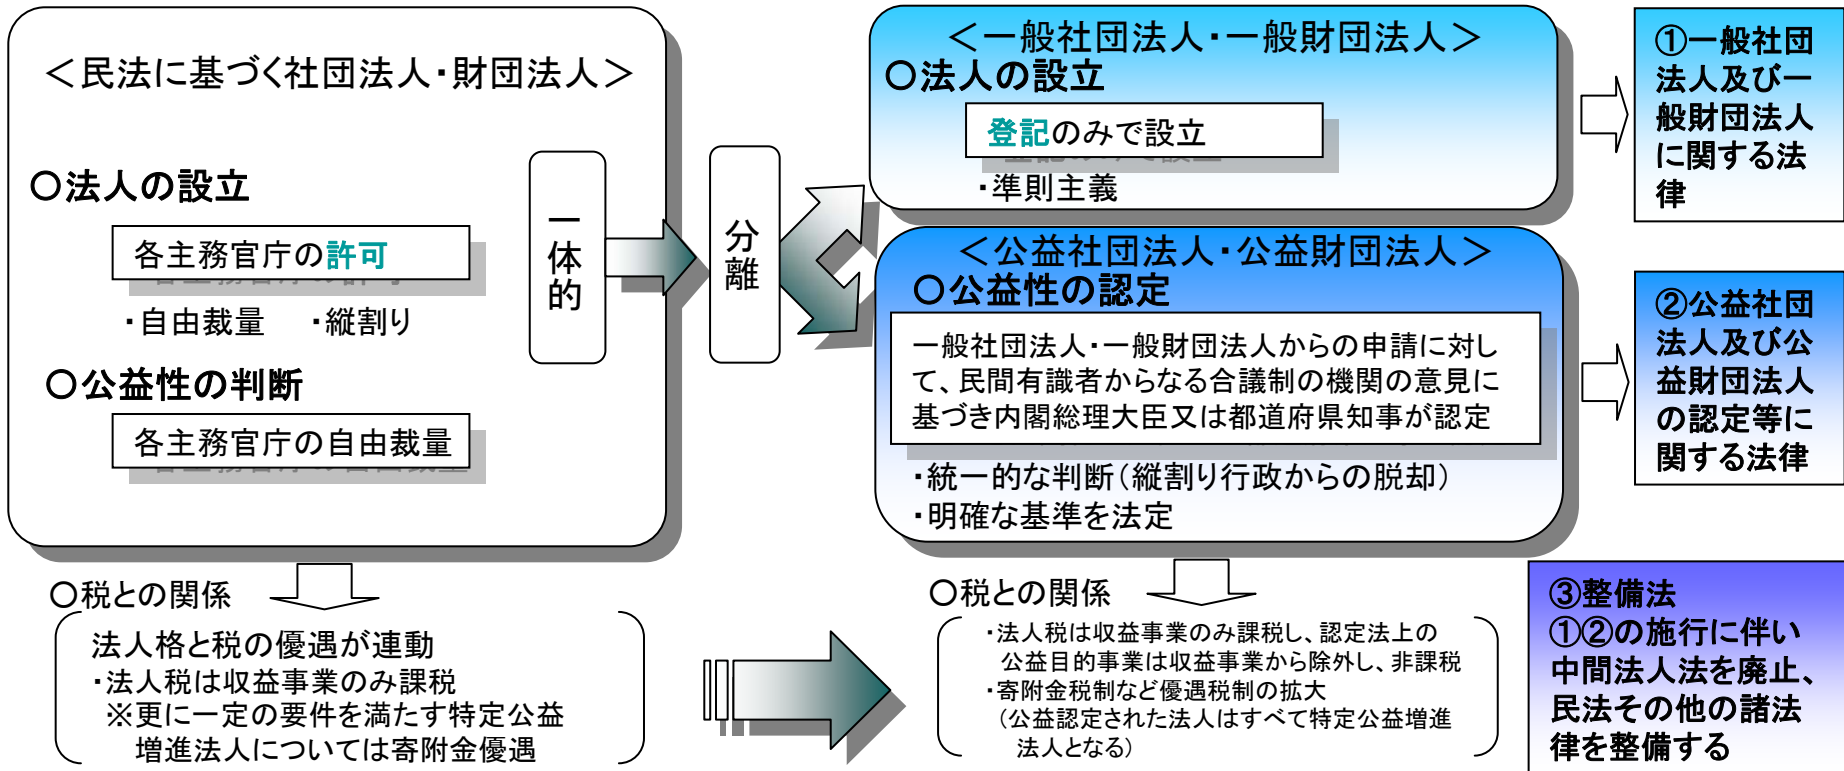 ＜民法に基づく社団法人・財団法人＞
○法人の設立
各主務官庁の許可
・自由裁量　・縦割り
○公益性の判断
各主務官庁の自由裁量
一体的
分離
＜一般社団法人・一般財団法人＞
○法人の設立
登記のみで設立
・準則主義
＜公益社団法人・公益財団法人＞
○公益性の認定
一般社団法人・一般財団法人からの申請に対し
て、民間有識者からなる合議制の機関の意見に
基づき内閣総理大臣又は都道府県知事が認定
・統一的な判断（縦割り行政からの脱却）
・明確な基準を法定
①一般社団
法人及び一
般財団法人
に関する法
律
②公益社団
法人及び公
益財団法人
の認定等に
関する法律
○税との関係
法人格と税の優遇が連動
・法人税は収益事業のみ課税
※更に一定の要件を満たす特定公益
増進法人については寄附金優遇
○税との関係
・法人税は収益事業のみ課税し、認定法上の
公益目的事業は収益事業から除外し、非課税
・寄附金税制など優遇税制の拡大
（公益認定された法人はすべて特定公益増進
法人となる）
③整備法
①②の施行に伴い
中間法人法を廃止、
民法その他の諸法
律を整備する